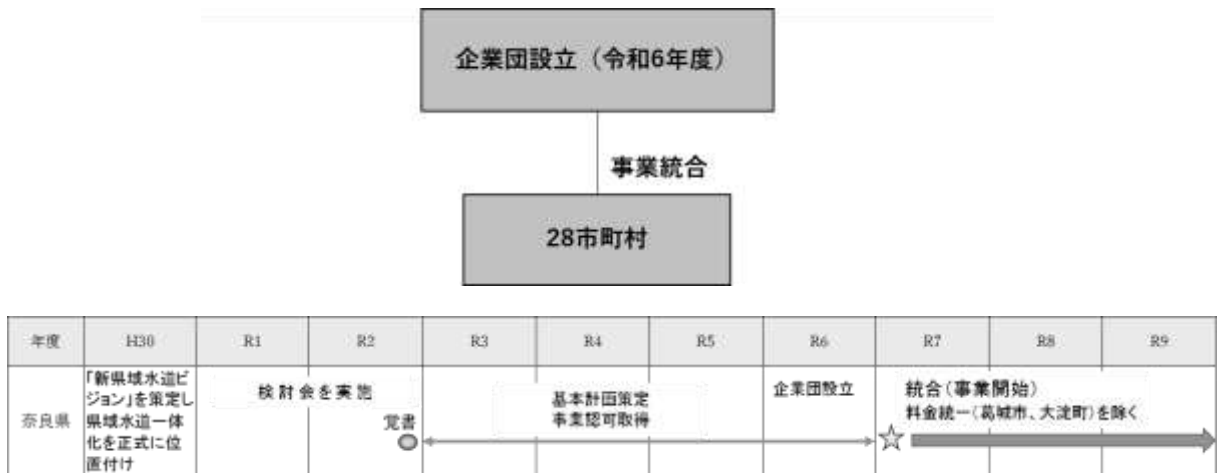 企業団設立（令和6年度）
事業統合
28市町村
年度 H30 R1 R2 R3 R4 R5 R6 R7 R8 R9
奈良県
「新県域水道ビ
ジョン」を策定し
県域水道一体
化を正式に位
置付け
検討会を実施
覚書
基本計画策定
事業認可取得
企業団設立
統合(事業開始)
料金統一(葛城市、大淀町)を除く